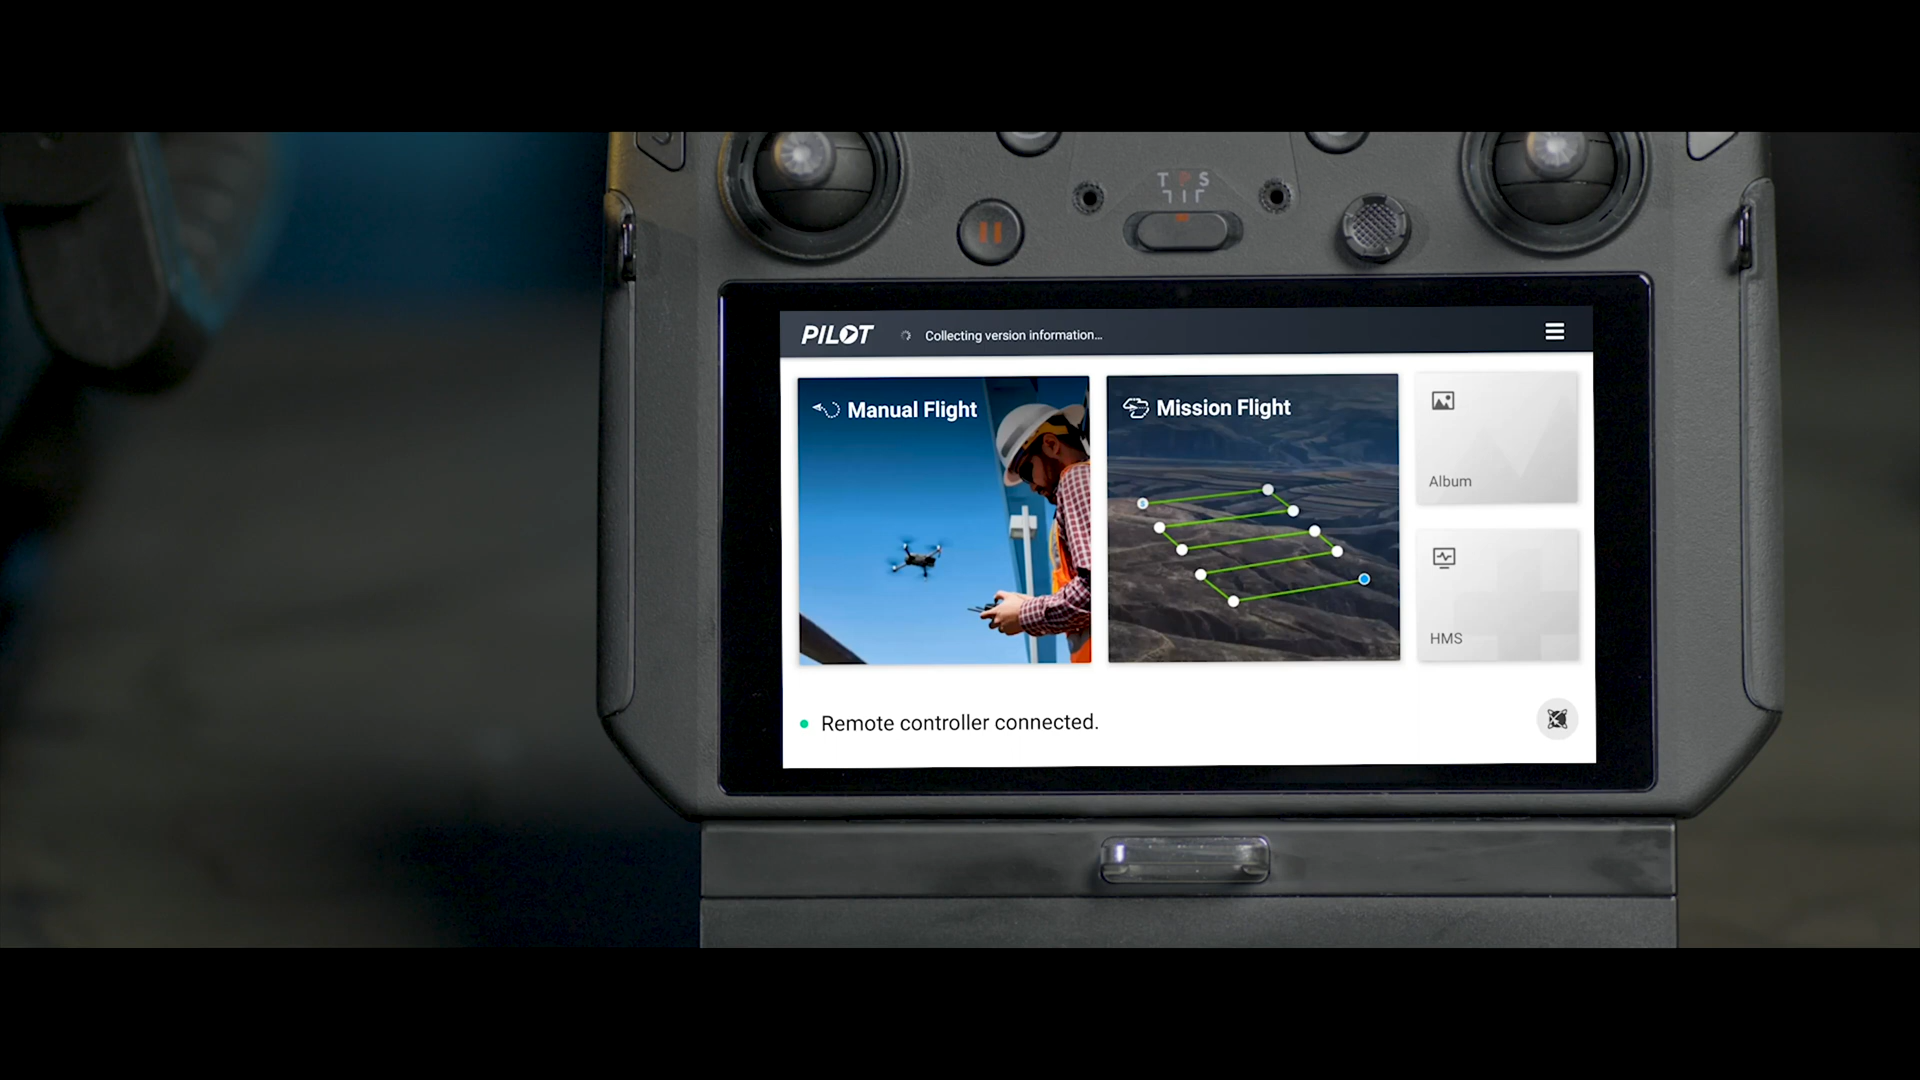 T P S
PILOT
Collecting version information...
Manual Flight
Mission Flight
Album
HMS
S
Remote controller connected.